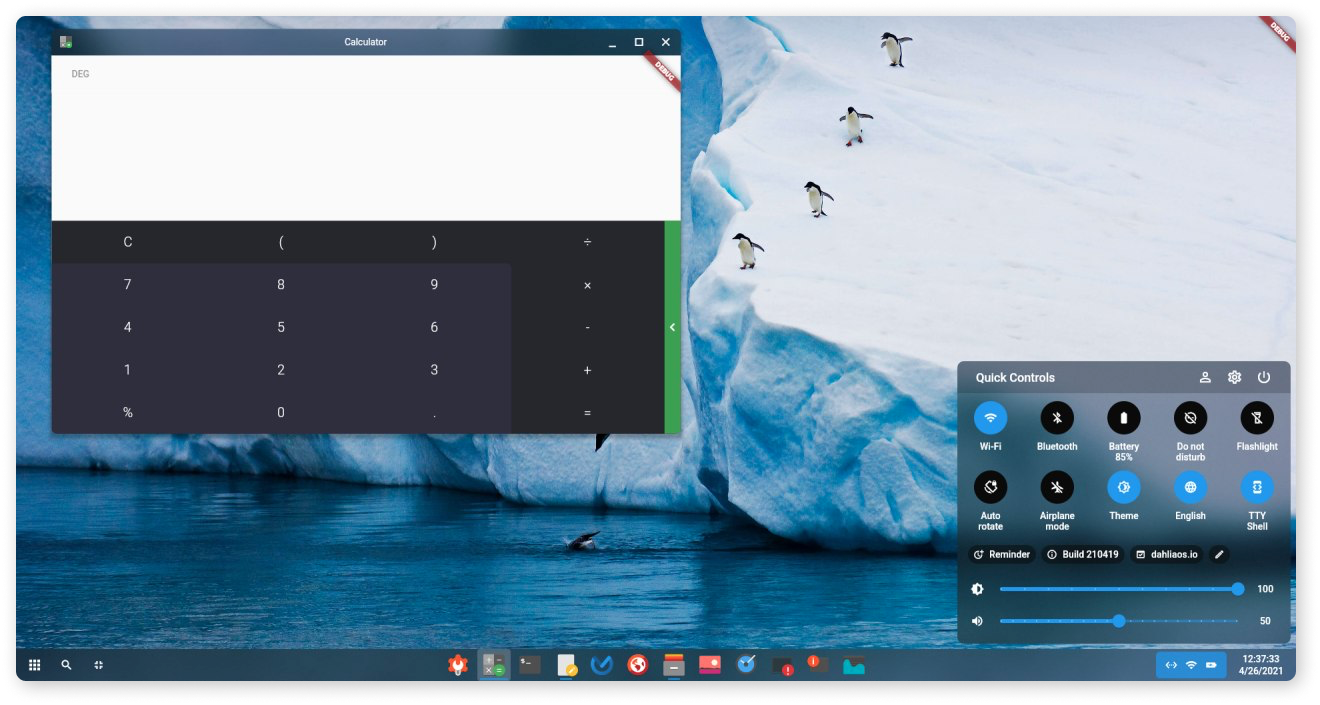 Calculator
DEBUG
DEBUG
DEG
C ( ) ÷
7 8 9 ×
4 5 6 -
1 2 3 +
% 0 . =
Quick Controls
Wi-Fi
Bluetooth
Battery
85%
Do not
disturb
Flashlight
Auto
rotate
Airplane
mode
Theme
English
TTY
Shell
Reminder
Build 210419
dahliaos.io
100
50
12:37:33
4/26/2021